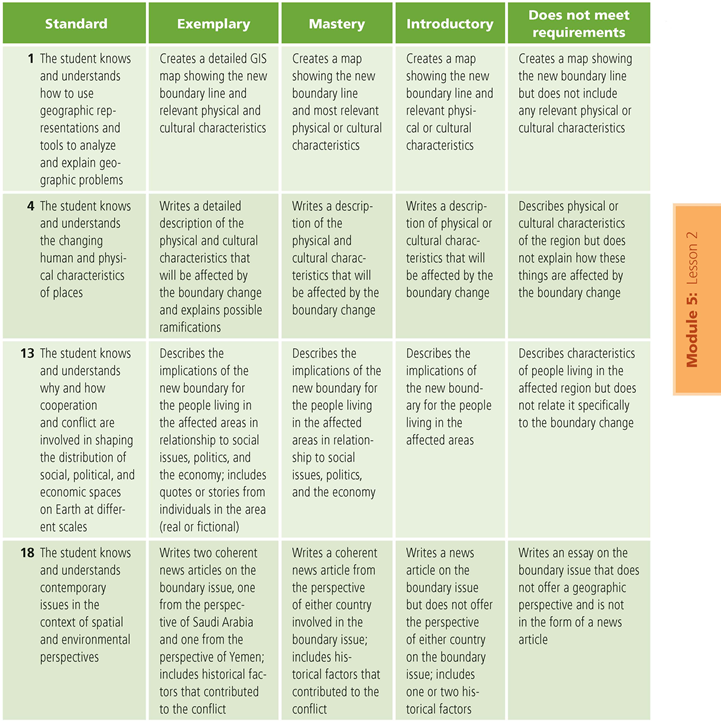 Standard
Exemplary
Mastery
Introductory
Does not meet
requirements
1 The student knows
and understands
how to use
geographic rep-
resentations and
tools to analyze
and explain geo-
graphic problems
Creates a detailed GIS
map showing the new
boundary line and
relevant physical and
cultural characteristics
Creates a map
showing the new
boundary line
and most relevant
physical or cultural
characteristics
Creates a map
showing the new
boundary line and
relevant physi-
cal or cultural
characteristics
Creates a map showing
the new boundary line
but does not include
any relevant physical or
cultural characteristics
4 The student knows
and understands
the changing
human and physi-
cal characteristics
of places
Writes a detailed
description of the
physical and cultural
characteristics that
will be affected by
the boundary change
and explains possible
ramifications
Writes a descrip-
tion of the
physical and
cultural charac-
teristics that will
be affected by the
boundary change
Writes a descrip-
tion of physical or
cultural charac-
teristics that will
be affected by the
boundary change
Describes physical or
cultural characteristics
of the region but does
not explain how these
things are affected by
the boundary change
13 The student knows
and understands
why and how
cooperation
and conflict are
involved in shaping
the distribution of
social, political, and
economic spaces
on Earth at differ-
ent scales
Describes the
implications of the
new boundary for
the people living in
the affected areas in
relationship to social
issues, politics, and
the economy; includes
quotes or stories from
individuals in the area
(real or fictional)
Describes the
implications of the
new boundary for
the people living
in the affected
areas in relation-
ship to social
issues, politics,
and the economy
Describes the
implications of
the new bound-
ary for the people
living in the
affected areas
Describes characteristics
of people living in the
affected region but does
not relate it specifically
to the boundary change
18 The student knows
and understands
contemporary
issues in the
context of spatial
and environmental
perspectives
Writes two coherent
news articles on the
boundary issue, one
from the perspec-
tive of Saudi Arabia
and one from the
perspective of Yemen;
includes historical fac-
tors that contributed
to the conflict
Writes a coherent
news article from
the perspective
of either country
involved in the
boundary issue;
includes his-
torical factors that
contributed to the
conflict
Writes a news
article on the
boundary issue
but does not offer
the perspective
of either country
on the boundary
issue; includes
one or two his-
torical factors
Writes an essay on the
boundary issue that does
not offer a geographic
perspective and is not
in the form of a news
article
Module 5: Lesson 2